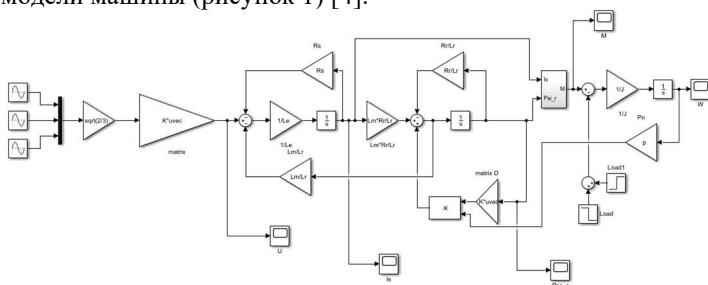 модели машины (рисунок 1) [4].
M
Rs
Rs
Rr/Lr
Rr/Lr
Is
Psi_r
M
sqrt(2/3)
K*uvec
matrix
1/Le
1/Le
1
s
Lm*Rr/Lr
Lm*Rr/Lr
1
s
1/J
1/J
1
s
W
Pn
p
Lm/Lr
Lm/Lr
matrix D
K*uvec
×
Load1
Load
U
Is